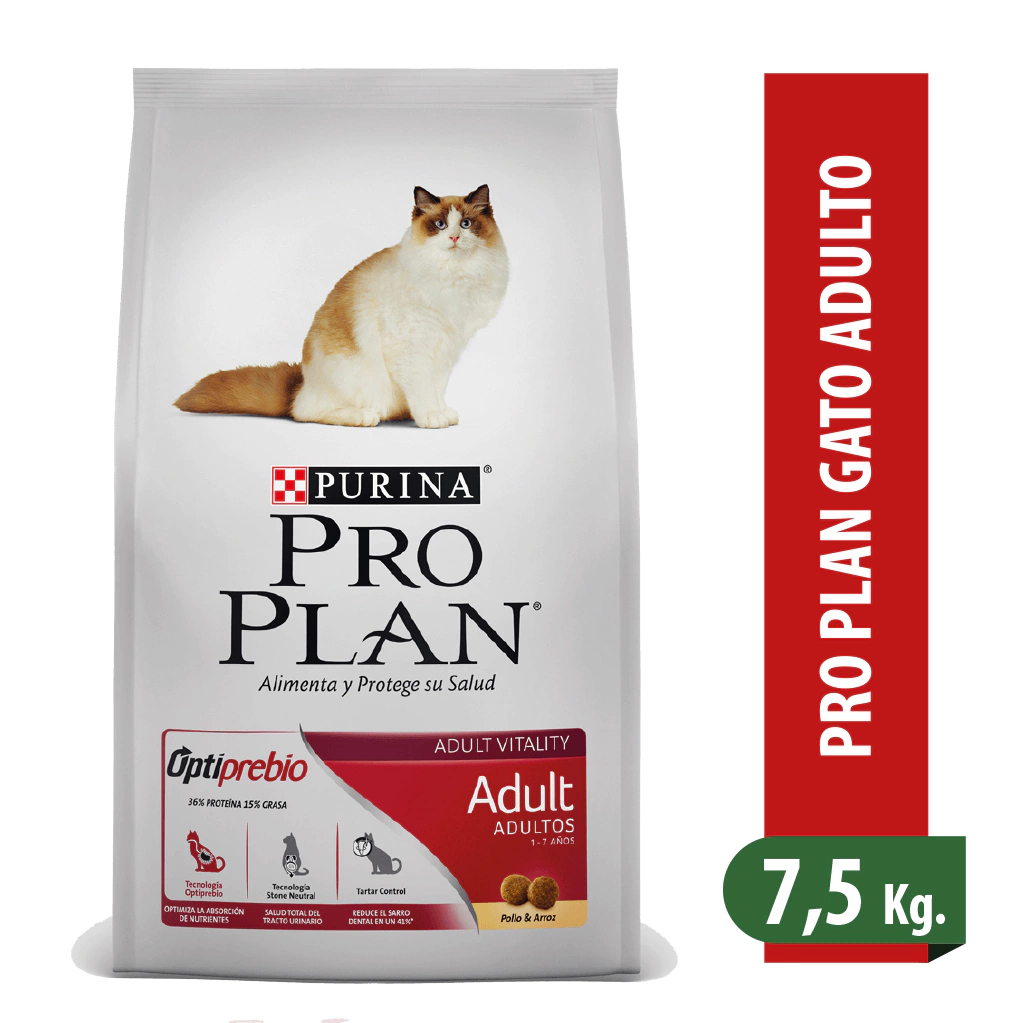 PURINA®
PRO
PLAN®
Alimenta y Protege su Salud
Optiprebio
36% PROTEÍNA 15% GRASA
Tecnología
Optiprebio
OPTIMIZA LA ABSORCIÓN
DE NUTRIENTES
Tecnología
Stone Neutral
SALUD TOTAL DEL
TRACTO URINARIO
Tartar Control
REDUCE EL SARRO
DENTAL EN UN 41%*
ADULT VITALITY
Adult
ADULTOS
1-7 AÑOS
Pollo & Arroz
PRO PLAN GATO ADULTO
7,5 Kg.